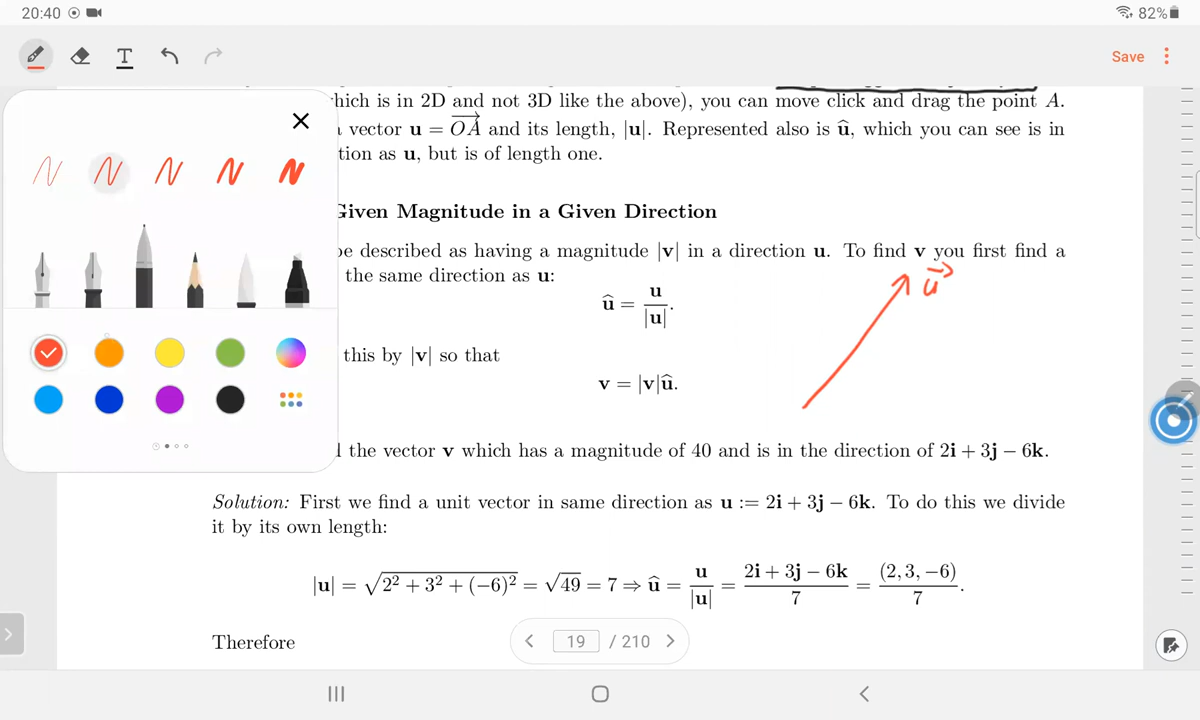 20:40 82%
T Save
hich is in 2D and not 3D like the above), you can move click and drag the point A.
vector u = \overrightarrow{OA} and its length, |u|. Represented also is û, which you can see is in
tion as u, but is of length one.
Given Magnitude in a Given Direction
be described as having a magnitude |v| in a direction u. To find v you first find a
the same direction as u:
\vec{u}
û = u/|u|.
this by |v| so that
v = |v|û.
the vector v which has a magnitude of 40 and is in the direction of 2i + 3j − 6k.
Solution: First we find a unit vector in same direction as u := 2i + 3j − 6k. To do this we divide
it by its own length:
|u| = √(2² + 3² + (−6)²) = √49 = 7 ⇒ û = u/|u| = (2i + 3j − 6k)/7 = (2, 3, −6)/7.
Therefore
19 / 210